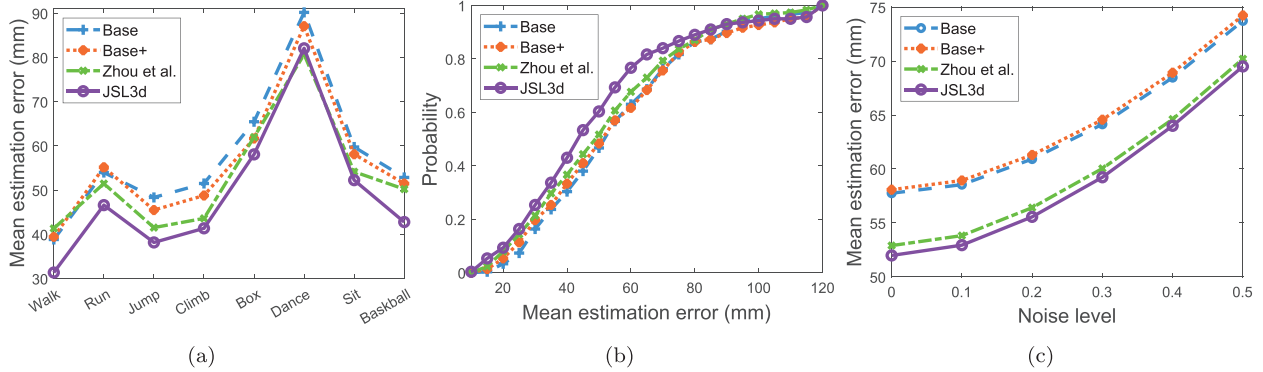 90
80
70
60
50
40
30
Mean estimation error (mm)
Base
Base+
Zhou et al.
JSL3d
Walk
Run
Jump
Climb
Box
Dance
Sit
Baskball
(a)
1
0.8
0.6
0.4
0.2
0
Probability
Base
Base+
Zhou et al.
JSL3d
20 40 60 80 100 120
Mean estimation error (mm)
(b)
75
70
65
60
55
50
Mean estimation error (mm)
Base
Base+
Zhou et al.
JSL3d
0 0.1 0.2 0.3 0.4 0.5
Noise level
(c)